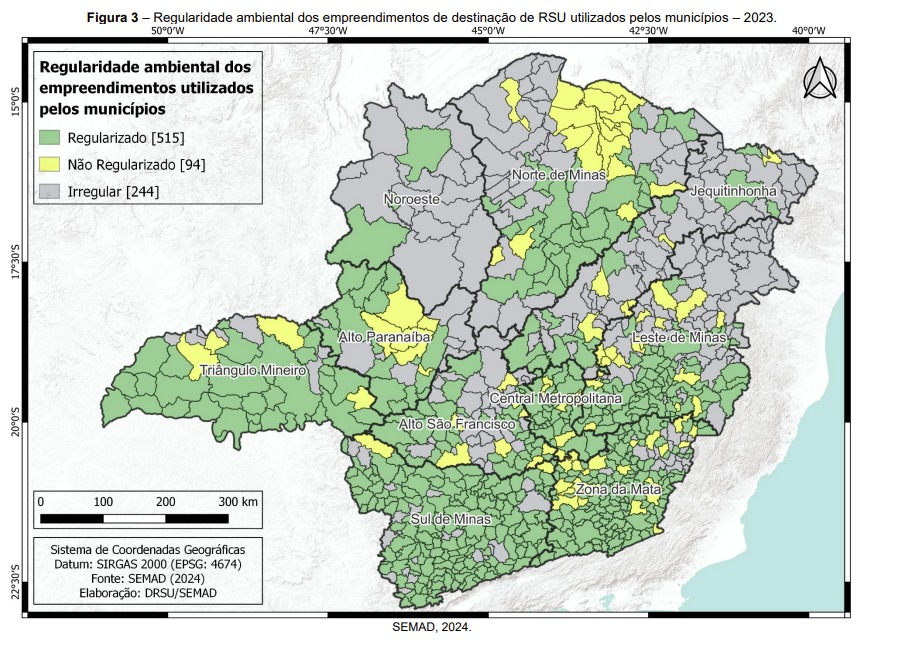 Figura 3 – Regularidade ambiental dos empreendimentos de destinação de RSU utilizados pelos municípios – 2023.
50°0'W 47°30'W 45°0'W 42°30'W 40°0'W
Regularidade ambiental dos
empreendimentos utilizados
pelos municípios
Regularizado [515]
Não Regularizado [94]
Irregular [244]
15°0'S
17°30'S
20°0'S
22°30'S
Norte de Minas
Jequitinhonha
Noroeste
Alto Paranaíba
Leste de Minas
Triângulo Mineiro
Central Metropolitana
Alto São Francisco
Zona da Mata
Sul de Minas
0 100 200 300 km
Sistema de Coordenadas Geográficas
Datum: SIRGAS 2000 (EPSG: 4674)
Fonte: SEMAD (2024)
Elaboração: DRSU/SEMAD
SEMAD, 2024.